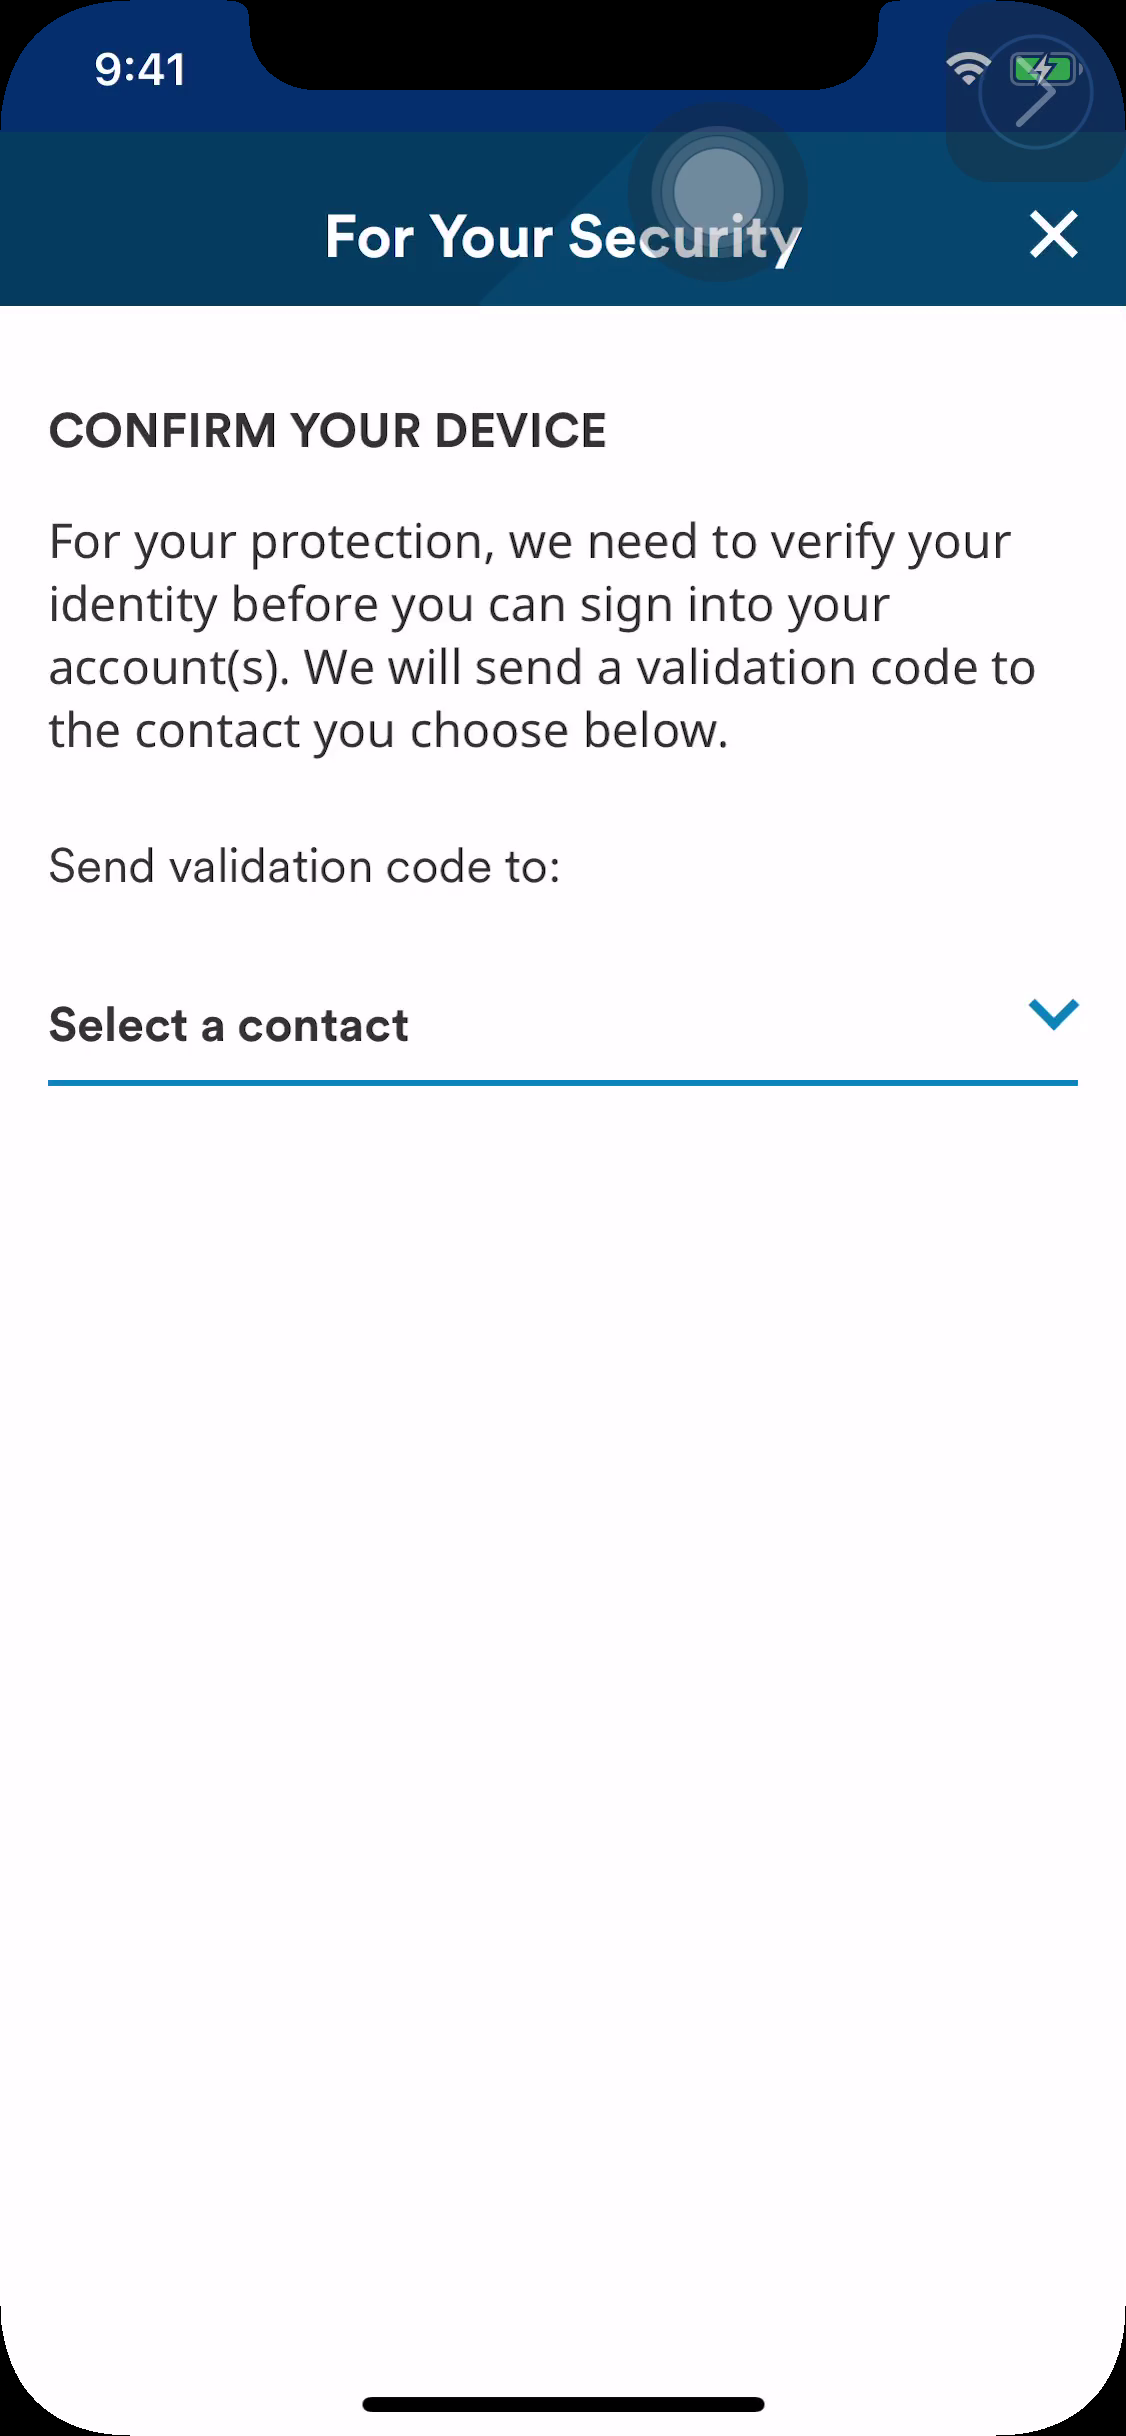 9:41
For Your Security
CONFIRM YOUR DEVICE
For your protection, we need to verify your
identity before you can sign into your
account(s). We will send a validation code to
the contact you choose below.
Send validation code to:
Select a contact